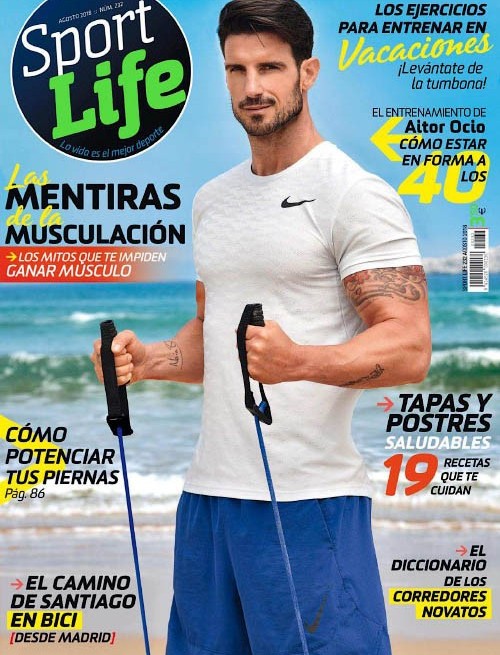 AGOSTO 2018 :: NÚM. 232
Sport
Life
La vida es el mejor deporte
LOS EJERCICIOS
PARA ENTRENAR EN
Vacaciones
¡Levántate de
la tumbona!
EL ENTRENAMIENTO DE
Aitor Ocio
CÓMO ESTAR
EN FORMA A
LOS
40
Las
MENTIRAS
de la
MUSCULACIÓN
LOS MITOS QUE TE IMPIDEN
GANAR MÚSCULO
CÓMO
POTENCIAR
TUS PIERNAS
Pág. 86
TAPAS Y
POSTRES
SALUDABLES
19 RECETAS
QUE TE
CUIDAN
EL CAMINO
DE SANTIAGO
EN BICI
[DESDE MADRID]
EL
DICCIONARIO
DE LOS
CORREDORES
NOVATOS